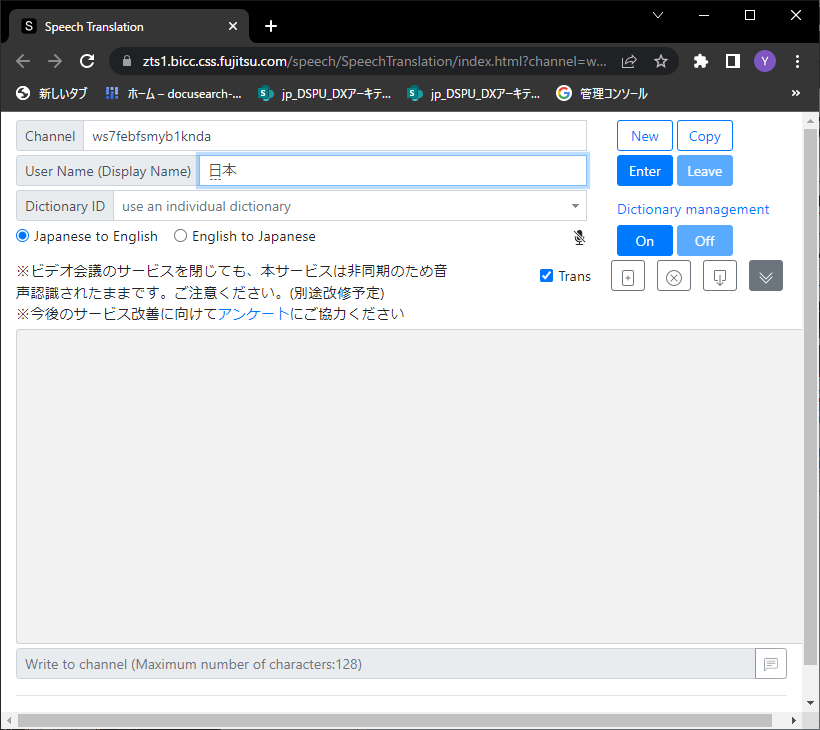 S Speech Translation
zts1.bicc.css.fujitsu.com/speech/SpeechTranslation/index.html?channel=w... Y
新しいタブ ホーム – docusearch-... S jp_DSPU_DXアーキテ... S jp_DSPU_DXアーキテ... G 管理コンソール »
Channel ws7febfsmyb1knda New Copy
User Name (Display Name) 日本 Enter Leave
Dictionary ID use an individual dictionary Dictionary management
Japanese to English English to Japanese On Off
※ビデオ会議のサービスを閉じても、本サービスは非同期のため音 Trans
声認識されたままです。ご注意ください。(別途改修予定)
※今後のサービス改善に向けてアンケートにご協力ください
Write to channel (Maximum number of characters:128)